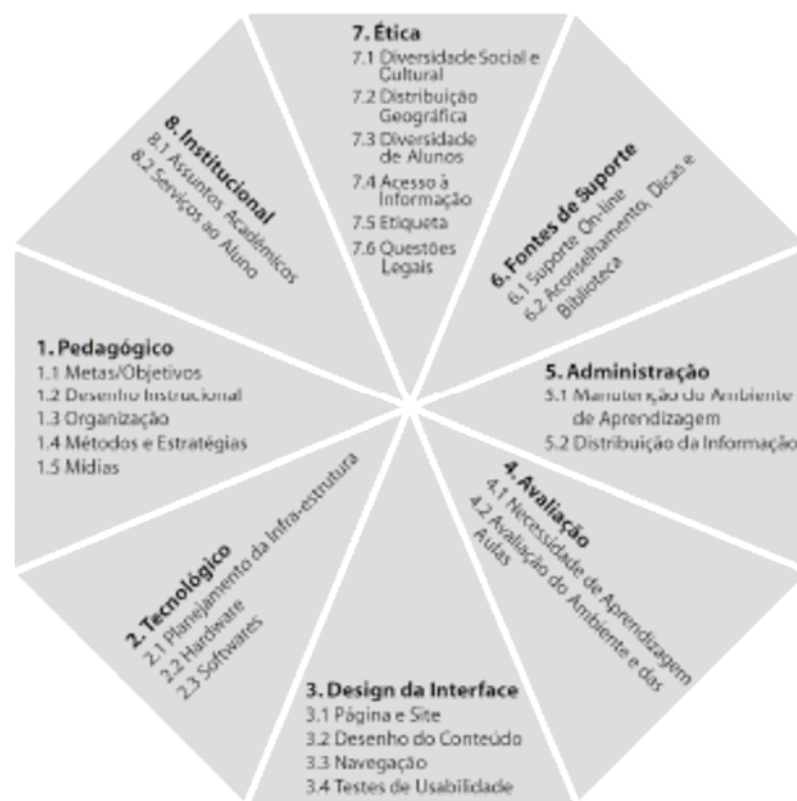 1. Pedagógico
1.1 Metas/Objetivos
1.2 Desenho Instrucional
1.3 Organização
1.4 Métodos e Estratégias
1.5 Mídias
2. Tecnológico
2.1 Planejamento da Infra-estrutura
2.2 Hardware
2.3 Softwares
3. Design da Interface
3.1 Página e Site
3.2 Desenho do Conteúdo
3.3 Navegação
3.4 Testes de Usabilidade
4. Avaliação
4.1 Necessidade de Aprendizagem
4.2 Avaliação do Ambiente e das
Aulas
5. Administração
5.1 Manutenção do Ambiente
de Aprendizagem
5.2 Distribuição da Informação
6. Fontes de Suporte
6.1 Suporte On-line
6.2 Aconselhamento, Dicas e
Biblioteca
7. Ética
7.1 Diversidade Social e
Cultural
7.2 Distribuição
Geográfica
7.3 Diversidade
de Alunos
7.4 Acesso à
Informação
7.5 Etiqueta
7.6 Questões
Legais
8. Institucional
8.1 Assuntos Acadêmicos
8.2 Serviços ao Aluno